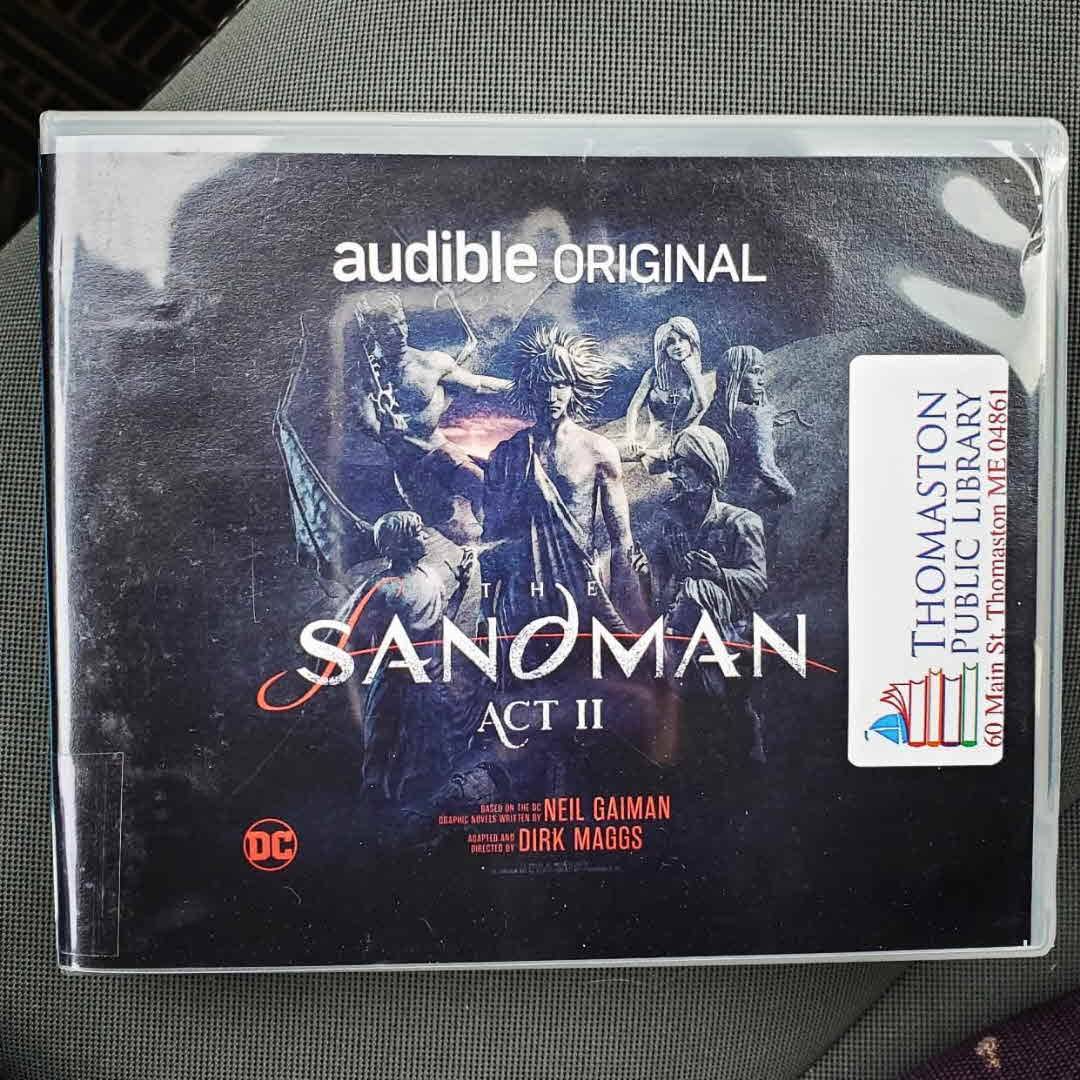 audible ORIGINAL
THE
SANDMAN
ACT II
BASED ON THE DC
GRAPHIC NOVELS WRITTEN BY NEIL GAIMAN
ADAPTED AND
DIRECTED BY DIRK MAGGS
DC
THOMASTON
PUBLIC LIBRARY
60 Main St. Thomaston ME 04861